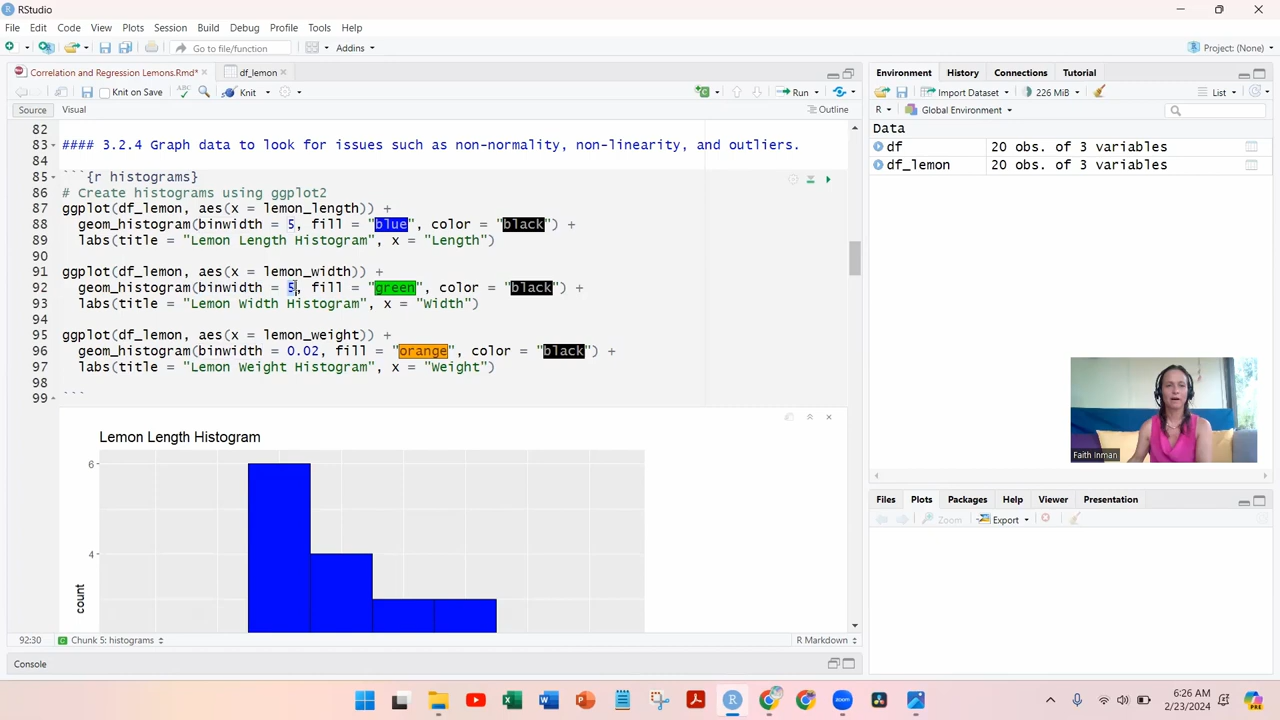 RStudio
File Edit Code View Plots Session Build Debug Profile Tools Help
Go to file/function Addins Project: (None)
Correlation and Regression Lemons.Rmd* df_lemon
Knit on Save ABC Knit Run
Source Visual Outline
82
83 #### 3.2.4 Graph data to look for issues such as non-normality, non-linearity, and outliers.
84
85 ```{r histograms}
86 # Create histograms using ggplot2
87 ggplot(df_lemon, aes(x = lemon_length)) +
88 geom_histogram(binwidth = 5, fill = "blue", color = "black") +
89 labs(title = "Lemon Length Histogram", x = "Length")
90
91 ggplot(df_lemon, aes(x = lemon_width)) +
92 geom_histogram(binwidth = 5, fill = "green", color = "black") +
93 labs(title = "Lemon Width Histogram", x = "Width")
94
95 ggplot(df_lemon, aes(x = lemon_weight)) +
96 geom_histogram(binwidth = 0.02, fill = "orange", color = "black") +
97 labs(title = "Lemon Weight Histogram", x = "Weight")
98
99 ```
Lemon Length Histogram
6
4
count
92:30 Chunk 5: histograms R Markdown
Console
Environment History Connections Tutorial
Import Dataset 226 MiB List
R Global Environment
Data
df 20 obs. of 3 variables
df_lemon 20 obs. of 3 variables
Faith Inman
Files Plots Packages Help Viewer Presentation
Zoom Export
6:26 AM
2/23/2024
PRE